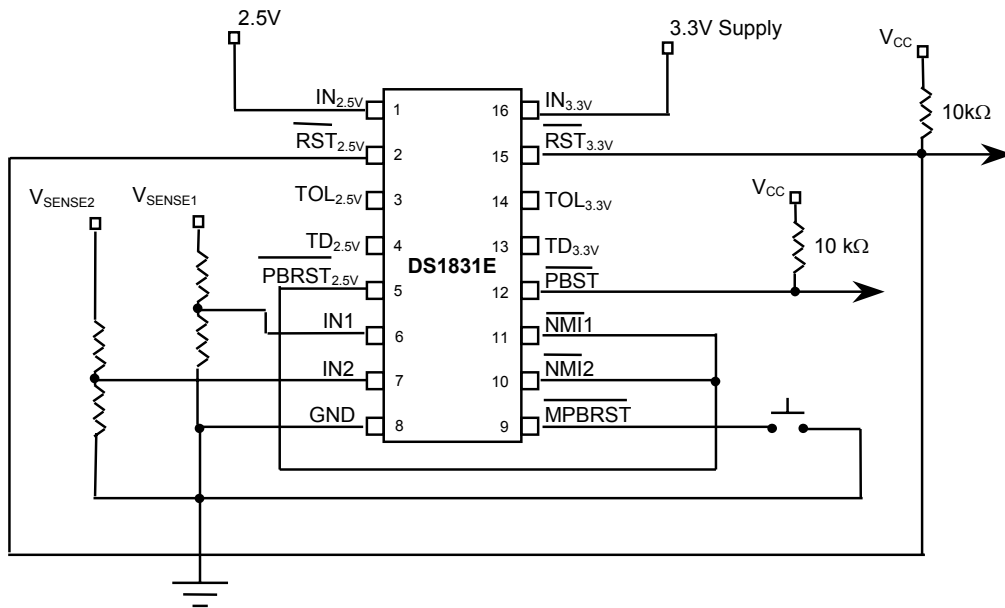 2.5V
3.3V Supply
VCC
10kΩ
IN2.5V
1
16
IN3.3V
RST2.5V
2
15
RST3.3V
VSENSE2
VSENSE1
TOL2.5V
3
14
TOL3.3V
VCC
10 kΩ
TD2.5V
4
13
TD3.3V
DS1831E
PBRST2.5V
5
12
PBST
IN1
6
11
NMI1
IN2
7
10
NMI2
GND
8
9
MPBRST